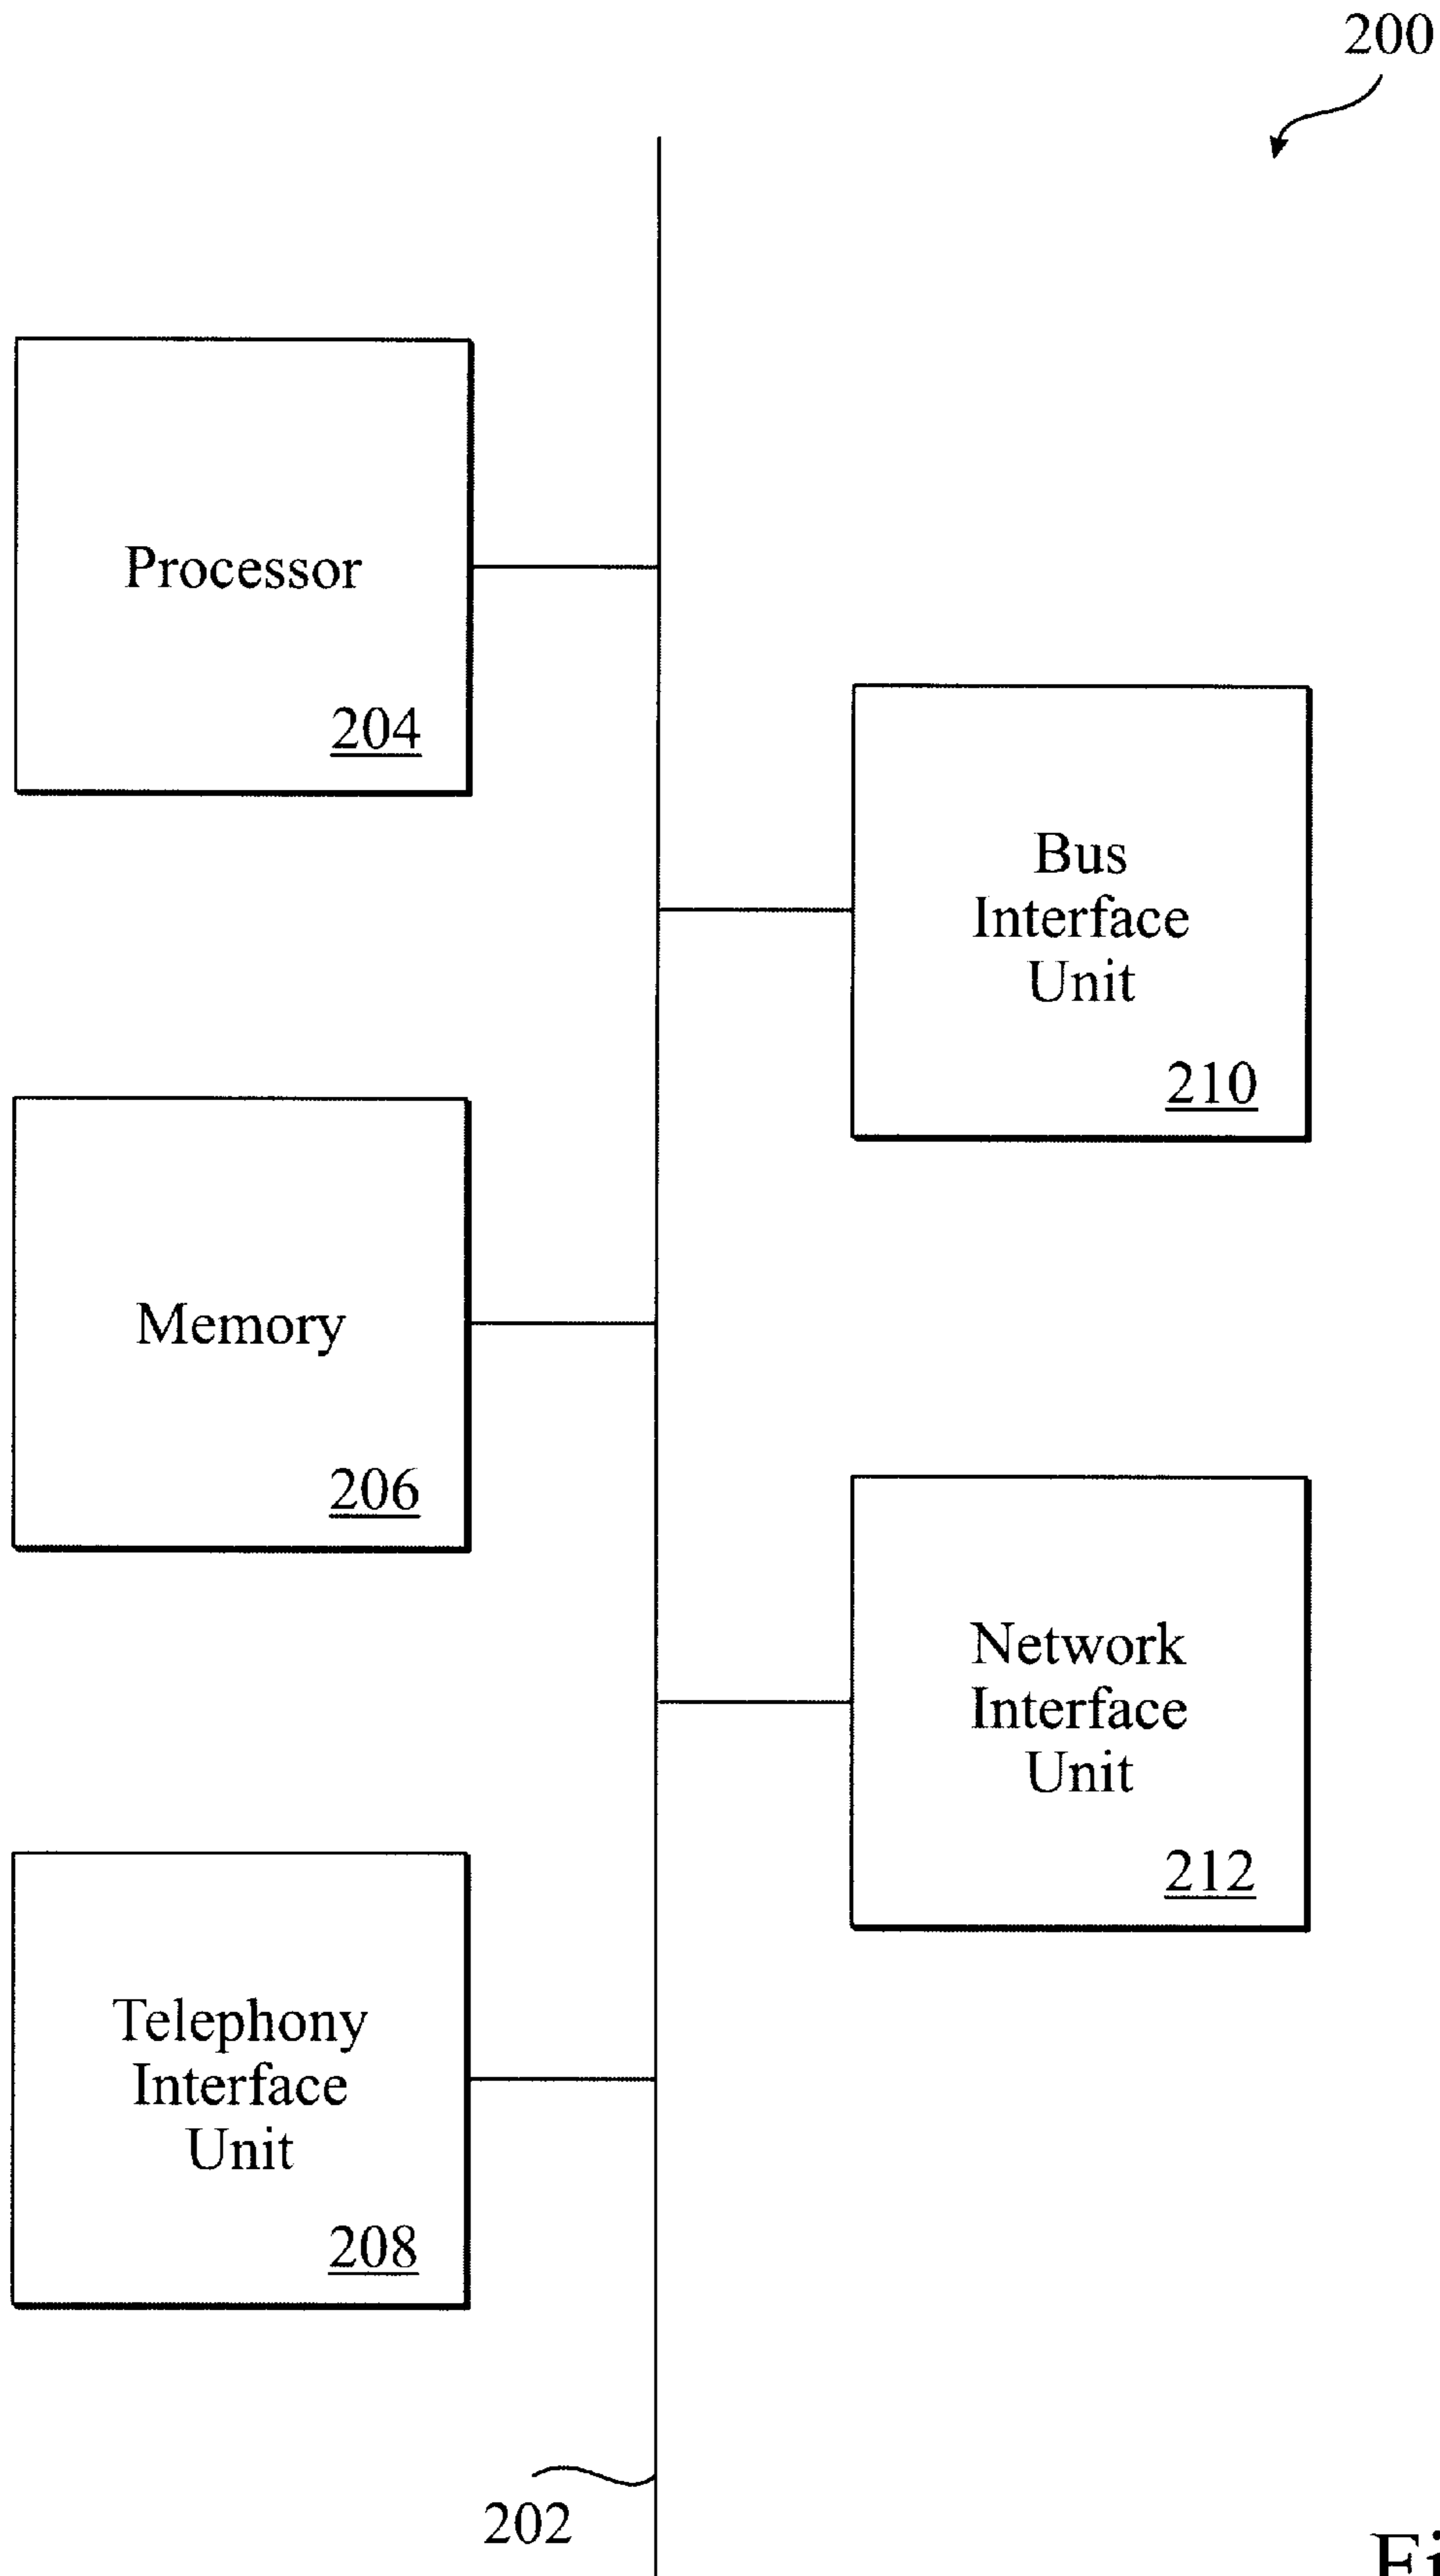 200
Processor
204
Bus
Interface
Unit
210
Memory
206
Network
Interface
Unit
212
Telephony
Interface
Unit
208
202